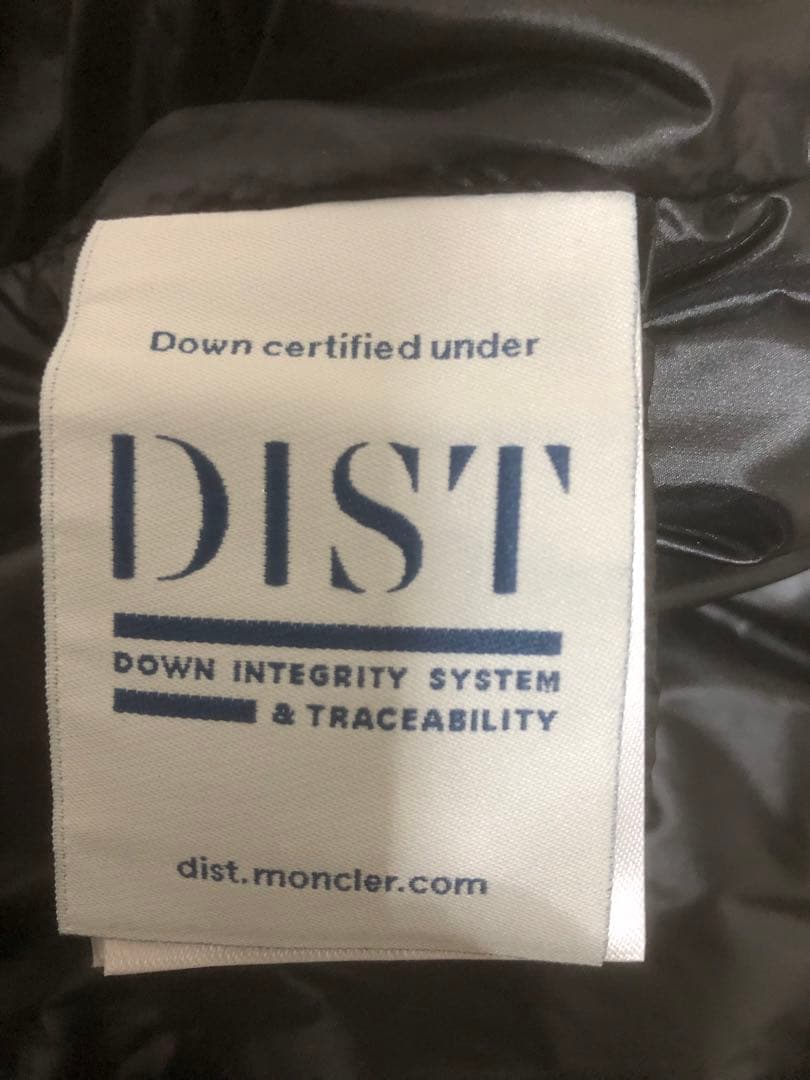 Down certified under
DIST
DOWN INTEGRITY SYSTEM
& TRACEABILITY
dist.moncler.com